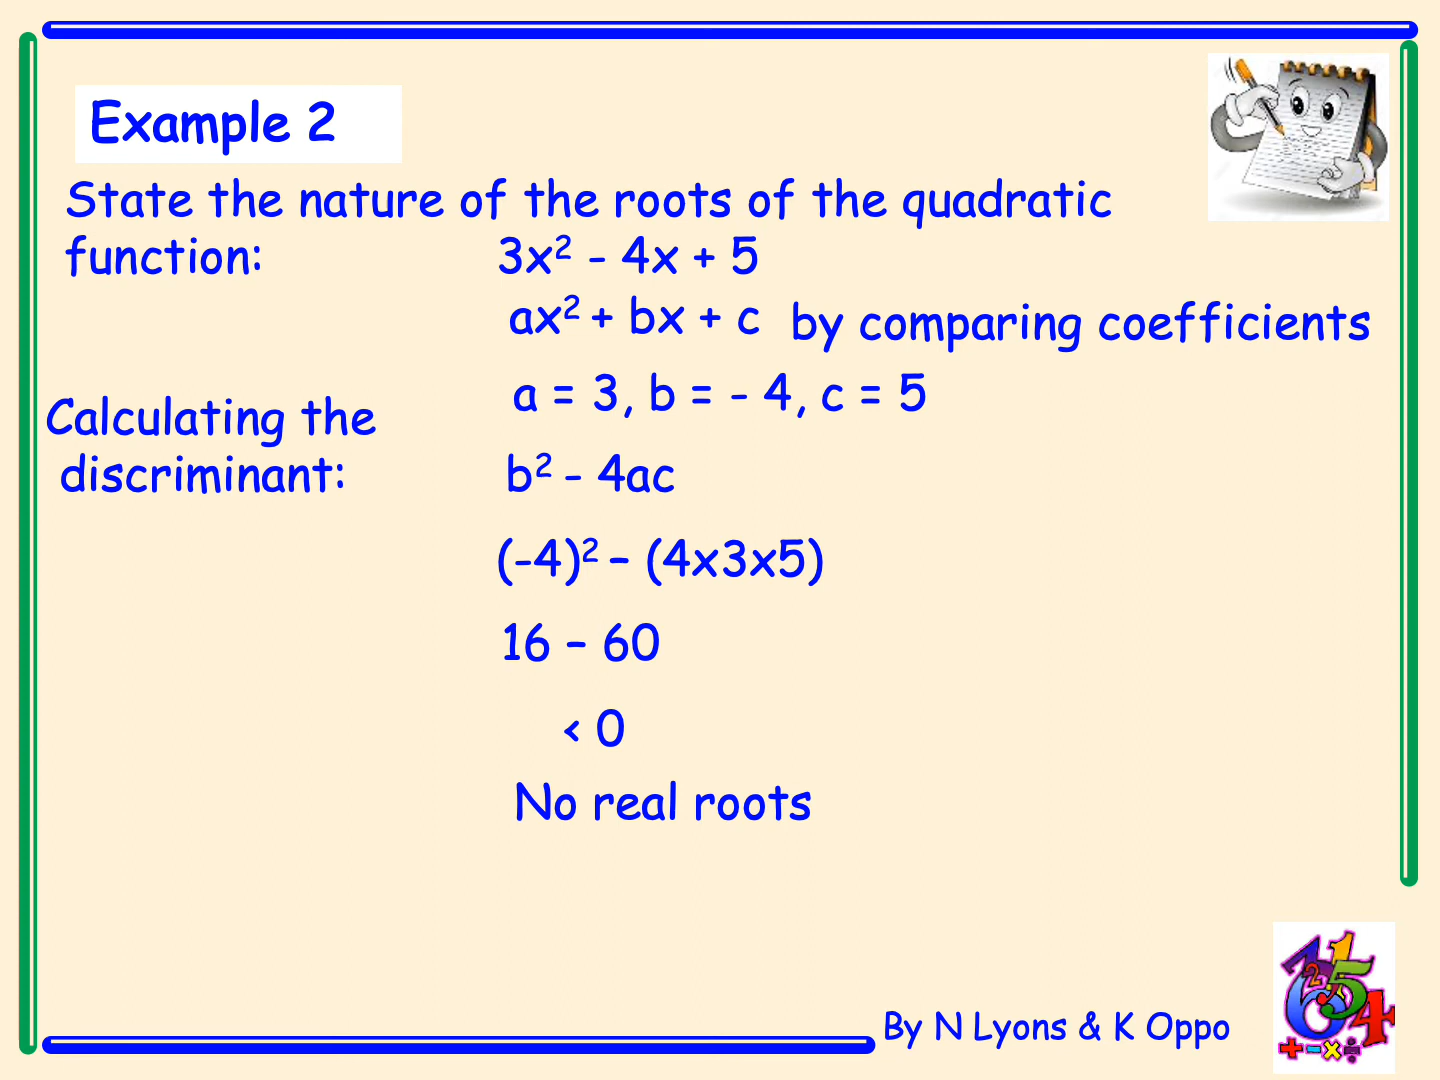 Example 2
State the nature of the roots of the quadratic
function: 3x² - 4x + 5
ax² + bx + c by comparing coefficients
a = 3, b = - 4, c = 5
Calculating the
discriminant: b² - 4ac
(-4)² – (4x3x5)
16 – 60
< 0
No real roots
By N Lyons & K Oppo